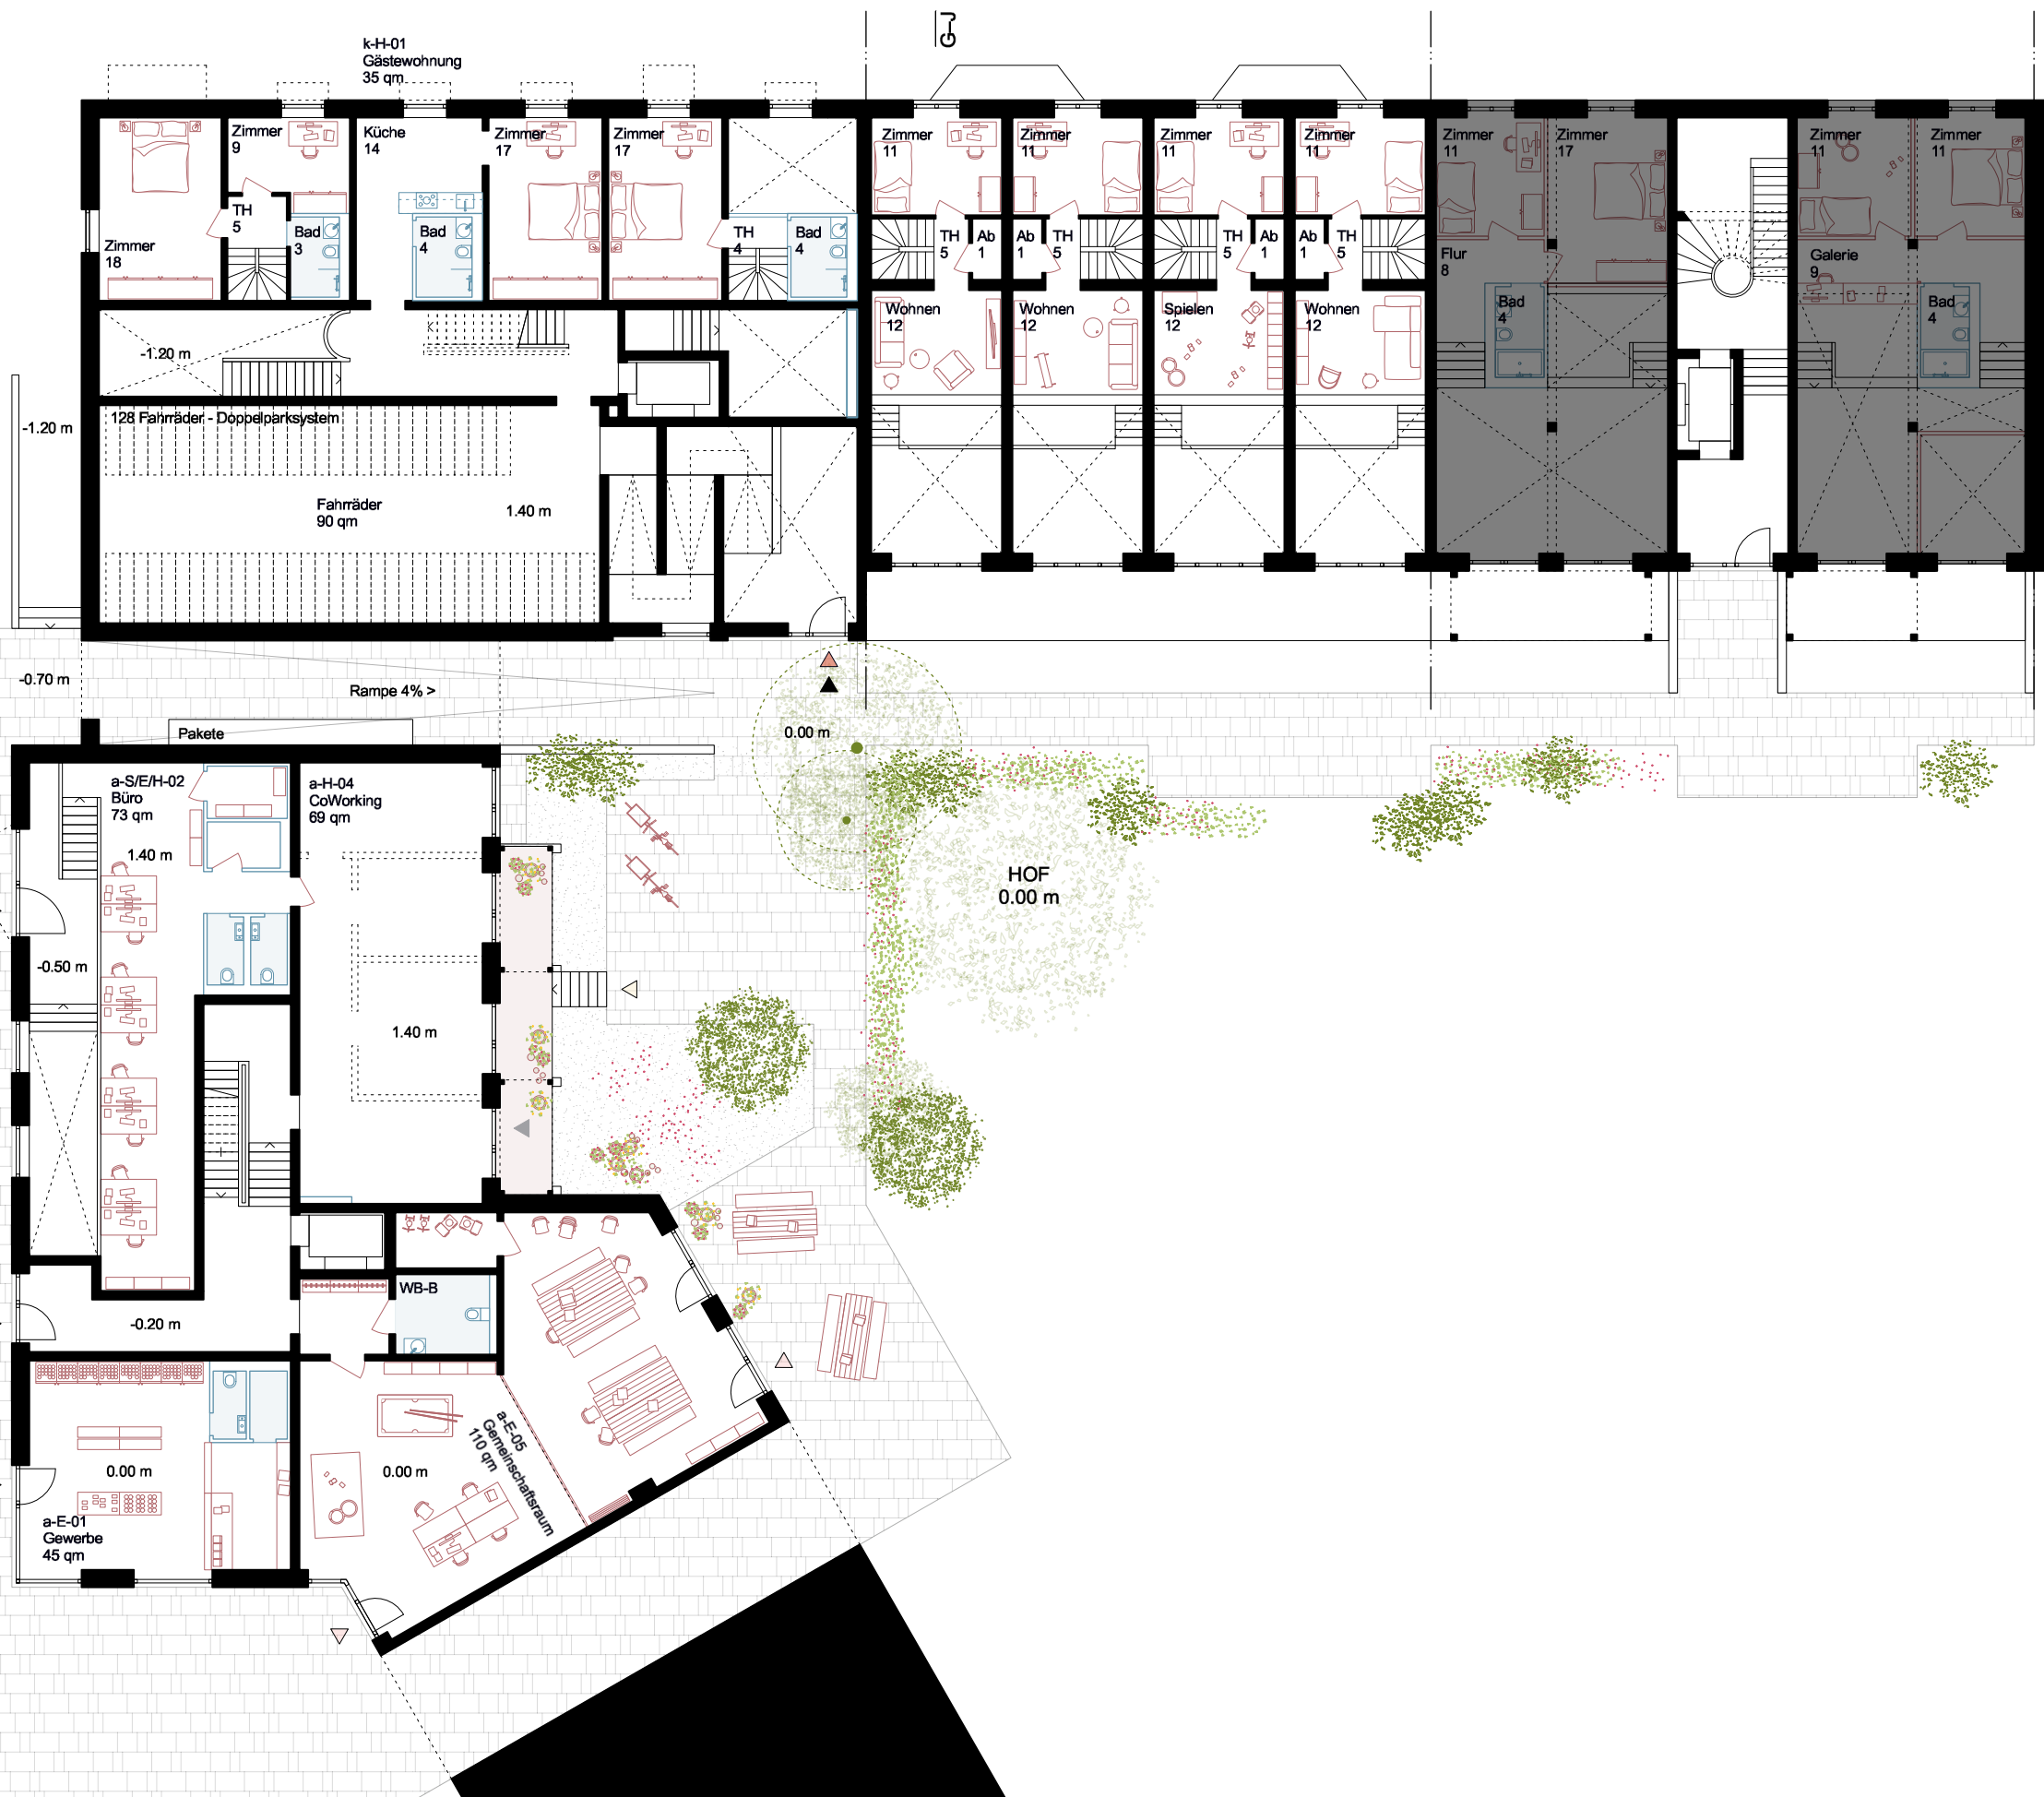 G-J
k-H-01
Gästewohnung
35 qm
Zimmer
18
Zimmer
9
TH
5
Bad
3
Küche
14
Bad
4
Zimmer
17
Zimmer
17
TH
4
Bad
4
Zimmer
11
TH
5
Ab
1
Wohnen
12
Zimmer
11
Ab
1
TH
5
Wohnen
12
Zimmer
11
TH
5
Ab
1
Spielen
12
Zimmer
11
Ab
1
TH
5
Wohnen
12
Zimmer
11
Zimmer
17
Flur
8
Bad
4
Zimmer
11
Zimmer
11
Galerie
9
Bad
4
-1.20 m
-1.20 m
128 Fahrräder - Doppelparksystem
Fahrräder
90 qm
1.40 m
-0.70 m
Rampe 4% >
Pakete
0.00 m
a-S/E/H-02
Büro
73 qm
1.40 m
-0.50 m
a-H-04
CoWorking
69 qm
1.40 m
HOF
0.00 m
WB-B
-0.20 m
0.00 m
a-E-01
Gewerbe
45 qm
0.00 m
a-E-05
Gemeinschaftsraum
110 qm